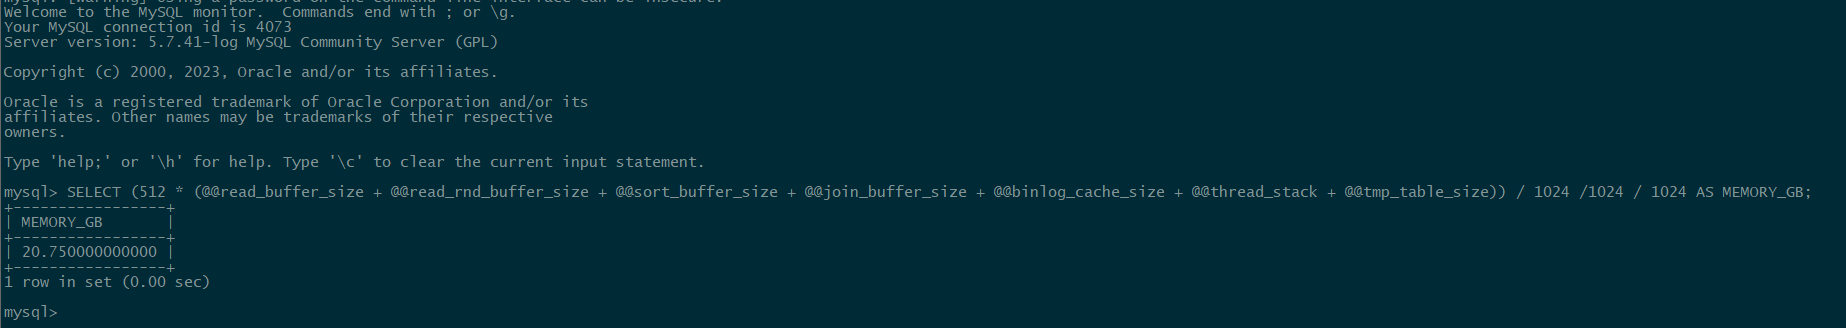 mysql: [Warning] Using a password on the command line interface can be insecure.
Welcome to the MySQL monitor.  Commands end with ; or \g.
Your MySQL connection id is 4073
Server version: 5.7.41-log MySQL Community Server (GPL)
Copyright (c) 2000, 2023, Oracle and/or its affiliates.
Oracle is a registered trademark of Oracle Corporation and/or its
affiliates. Other names may be trademarks of their respective
owners.
Type 'help;' or '\h' for help. Type '\c' to clear the current input statement.
mysql> SELECT (512 * (@@read_buffer_size + @@read_rnd_buffer_size + @@sort_buffer_size + @@join_buffer_size + @@binlog_cache_size + @@thread_stack + @@tmp_table_size)) / 1024 /1024 / 1024 AS MEMORY_GB;
+-----------------+
| MEMORY_GB       |
+-----------------+
| 20.750000000000 |
+-----------------+
1 row in set (0.00 sec)
mysql>